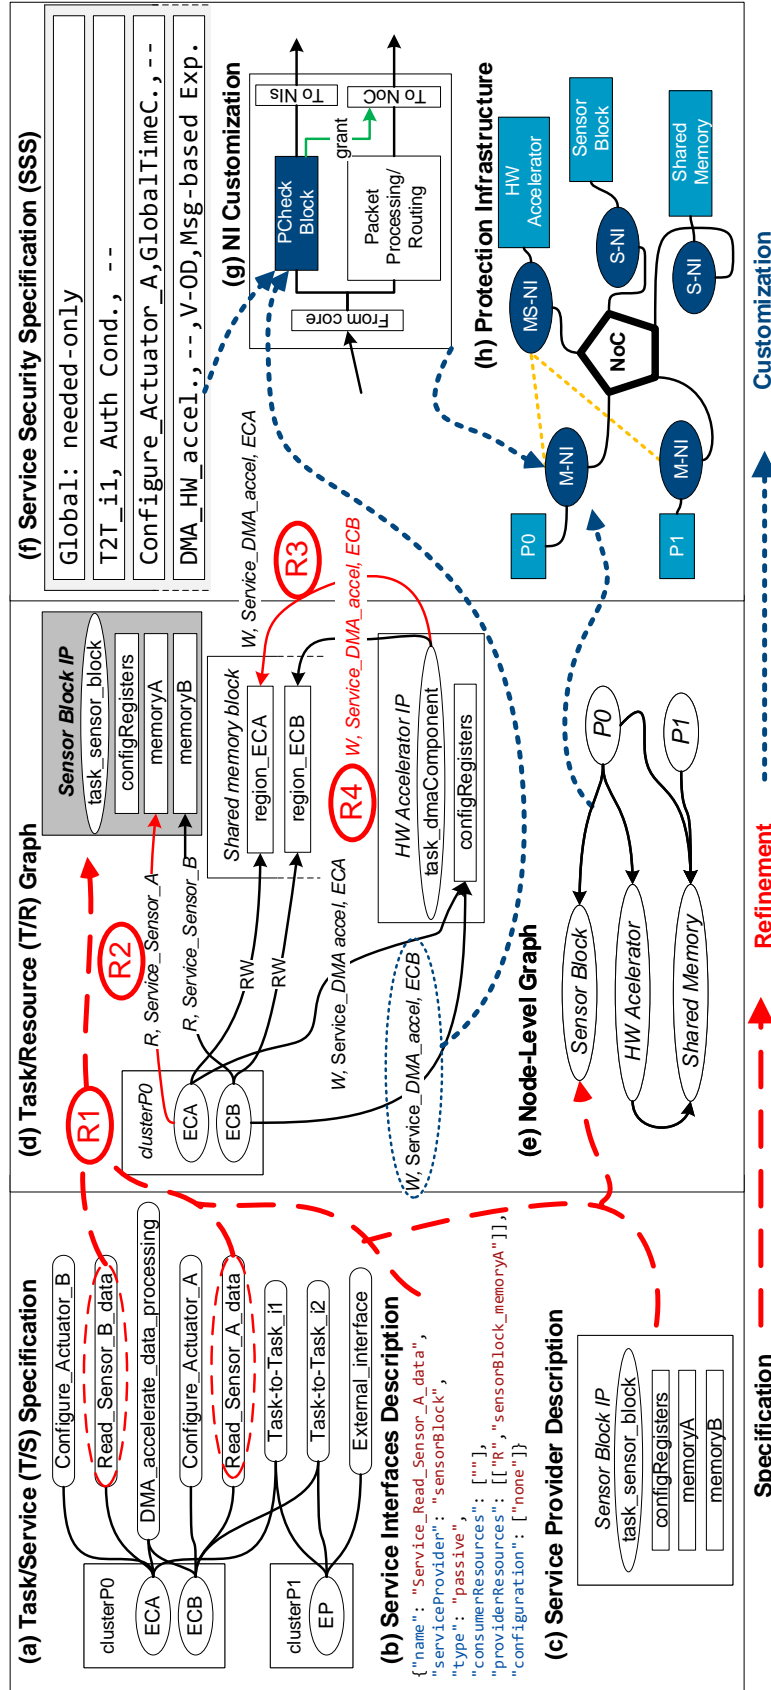 (a) Task/Service (T/S) Specification
clusterP0
ECA
ECB
clusterP1
EP
Configure_Actuator_B
Read_Sensor_B_data
DMA_accelerate_data_processing
Configure_Actuator_A
Read_Sensor_A_data
Task-to-Task_i1
Task-to-Task_i2
External_interface
(b) Service Interfaces Description
{"name": "Service_Read_Sensor_A_data",
"serviceProvider": "sensorBlock",
"type": "passive",
"consumerResources": [""],
"providerResources": [["R","sensorBlock_memoryA"]],
"configuration": ["none"]}
(c) Service Provider Description
Sensor Block IP
task_sensor_block
configRegisters
memoryA
memoryB
(d) Task/Resource (T/R) Graph
R1
R2
clusterP0
ECA
ECB
R, Service_Sensor_A
R, Service_Sensor_B
RW
RW
W, Service_DMA accel, ECA
W, Service_DMA_accel, ECB
Sensor Block IP
task_sensor_block
configRegisters
memoryA
memoryB
Shared memory block
region_ECA
region_ECB
R3
R4
W, Service_DMA_accel, ECA
W, Service_DMA_accel, ECB
HW Accelerator IP
task_dmaComponent
configRegisters
(e) Node-Level Graph
Sensor Block
HW Acelerator
Shared Memory
P0
P1
(f) Service Security Specification (SSS)
Global: needed-only
T2T_i1, Auth Cond., --
Configure_Actuator_A,GlobalTimeC.,--
DMA_HW_accel.,--,V-OD,Msg-based Exp.
(g) NI Customization
From core
PCheck
Block
Packet
Processing/
Routing
grant
To NIs
To NoC
(h) Protection Infrastructure
P0
P1
M-NI
M-NI
MS-NI
S-NI
S-NI
NoC
HW
Accelerator
Sensor
Block
Shared
Memory
Specification
Refinement
Customization